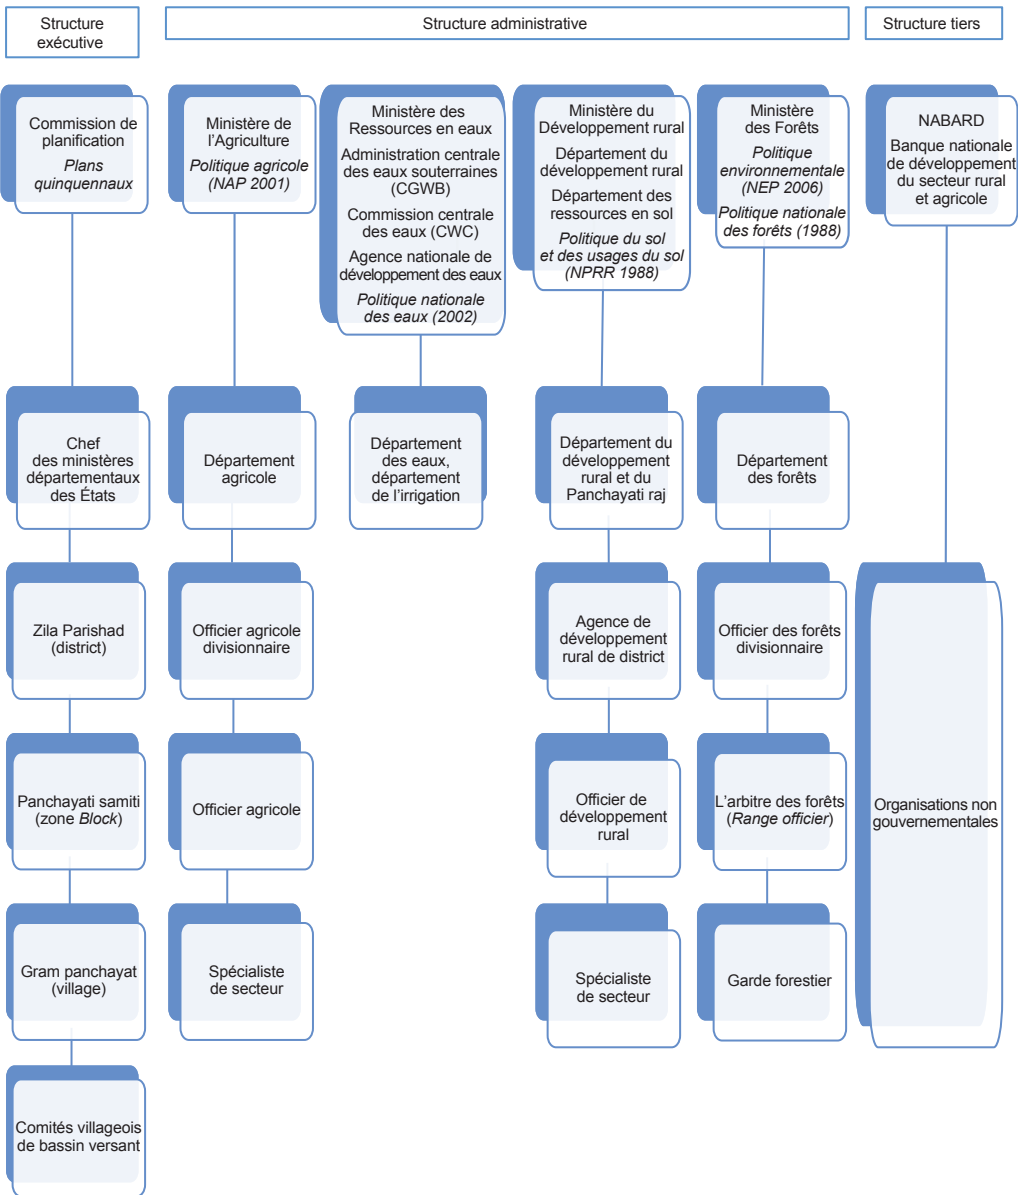 Structure
exécutive
Structure administrative
Structure tiers
Commission de
planification
Plans
quinquennaux
Ministère de
l'Agriculture
Politique agricole
(NAP 2001)
Ministère des
Ressources en eaux
Administration centrale
des eaux souterraines
(CGWB)
Commission centrale
des eaux (CWC)
Agence nationale de
développement des eaux
Politique nationale
des eaux (2002)
Ministère du
Développement rural
Département du
développement rural
Département des
ressources en sol
Politique du sol
et des usages du sol
(NPRR 1988)
Ministère
des Forêts
Politique
environnementale
(NEP 2006)
Politique nationale
des forêts (1988)
NABARD
Banque nationale
de développement
du secteur rural
et agricole
Chef
des ministères
départementaux
des États
Département
agricole
Département
des eaux,
département
de l'irrigation
Département du
développement
rural et du
Panchayati raj
Département
des forêts
Zila Parishad
(district)
Officier agricole
divisionnaire
Agence de
développement
rural de district
Officier des forêts
divisionnaire
Organisations non
gouvernementales
Panchayati samiti
(zone Block)
Officier agricole
Officier de
développement
rural
L'arbitre des forêts
(Range officier)
Gram panchayat
(village)
Spécialiste
de secteur
Spécialiste
de secteur
Garde forestier
Comités villageois
de bassin versant